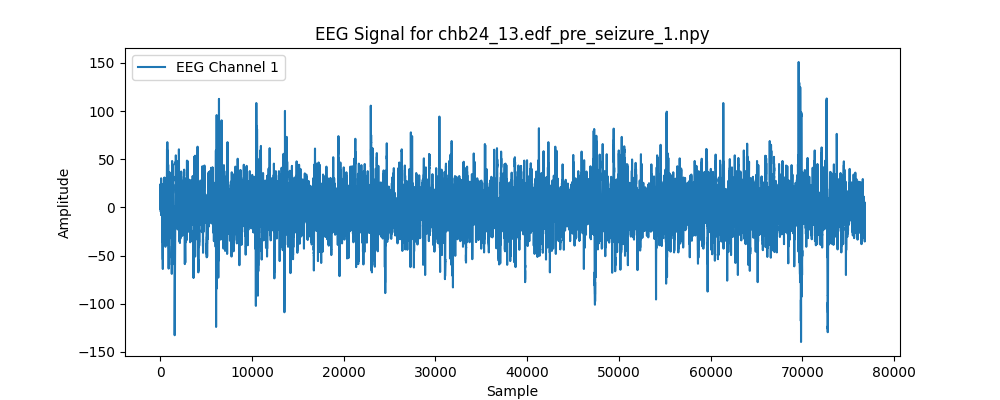 EEG Signal for chb24_13.edf_pre_seizure_1.npy
EEG Channel 1
Amplitude
150
100
50
0
−50
−100
−150
0 10000 20000 30000 40000 50000 60000 70000 80000
Sample